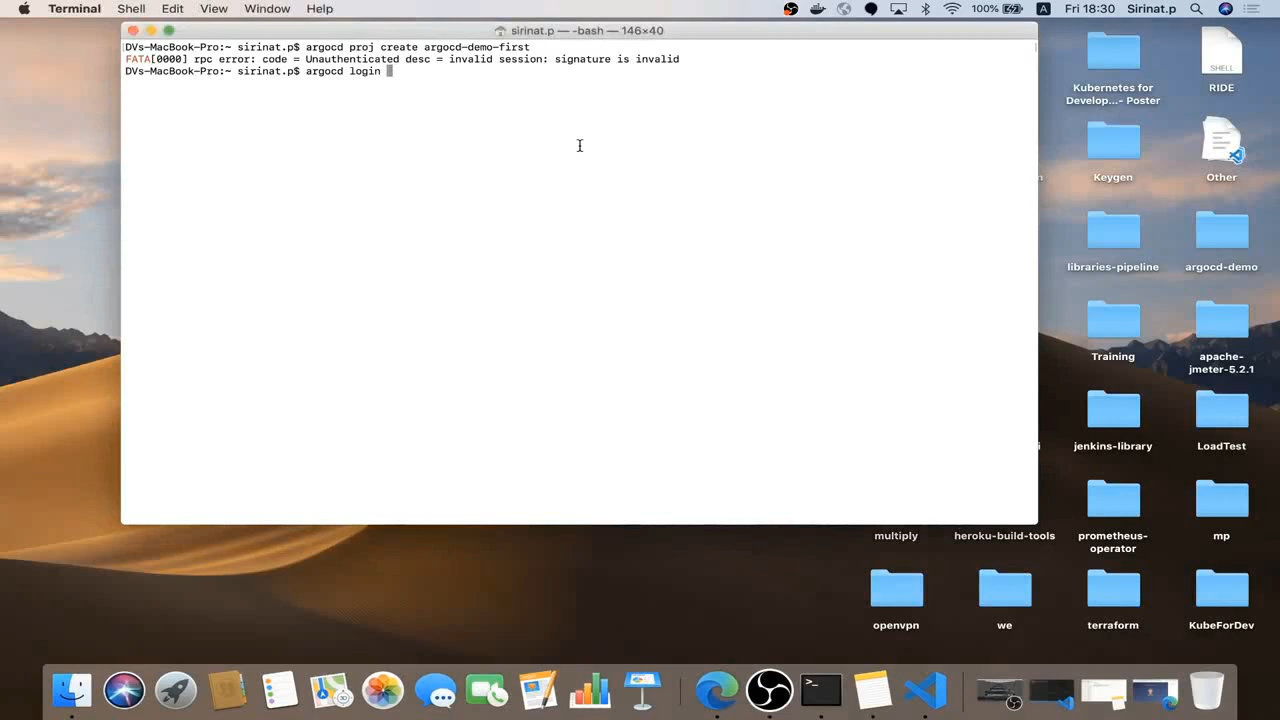 Terminal Shell Edit View Window Help 100% A Fri 18:30 Sirinat.p
sirinat.p — -bash — 146×40
DVs-MacBook-Pro:~ sirinat.p$ argocd proj create argocd-demo-first
FATA[0000] rpc error: code = Unauthenticated desc = invalid session: signature is invalid
DVs-MacBook-Pro:~ sirinat.p$ argocd login
SHELL
Kubernetes for
Develop...- Poster
RIDE
Keygen
Other
libraries-pipeline
argocd-demo
Training
apache-
jmeter-5.2.1
jenkins-library
LoadTest
multiply
heroku-build-tools
prometheus-
operator
mp
openvpn
we
terraform
KubeForDev